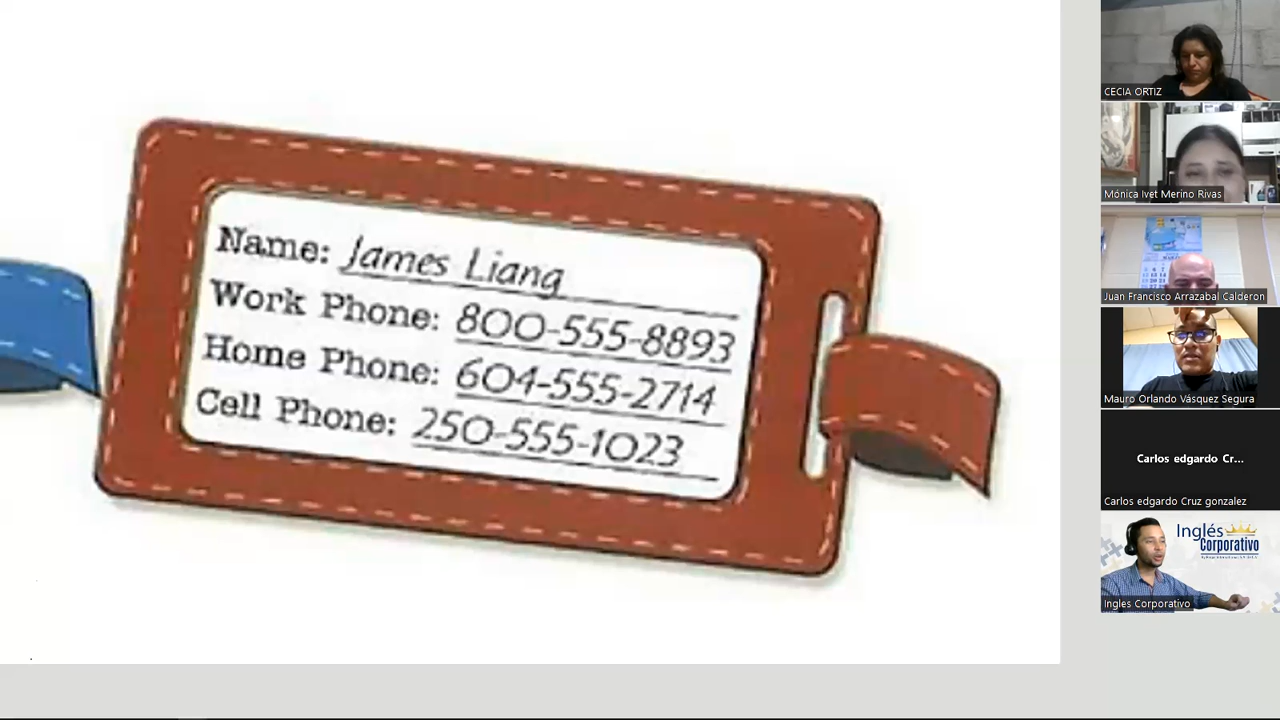 Name: James Liang
Work Phone: 800-555-8893
Home Phone: 604-555-2714
Cell Phone: 250-555-1023
CECIA ORTIZ
Mónica Ivet Merino Rivas
Juan Francisco Arrazabal Calderon
Mauro Orlando Vásquez Segura
Carlos edgardo Cr...
Carlos edgardo Cruz gonzalez
Inglés
Corporativo
Ingles Corporativo